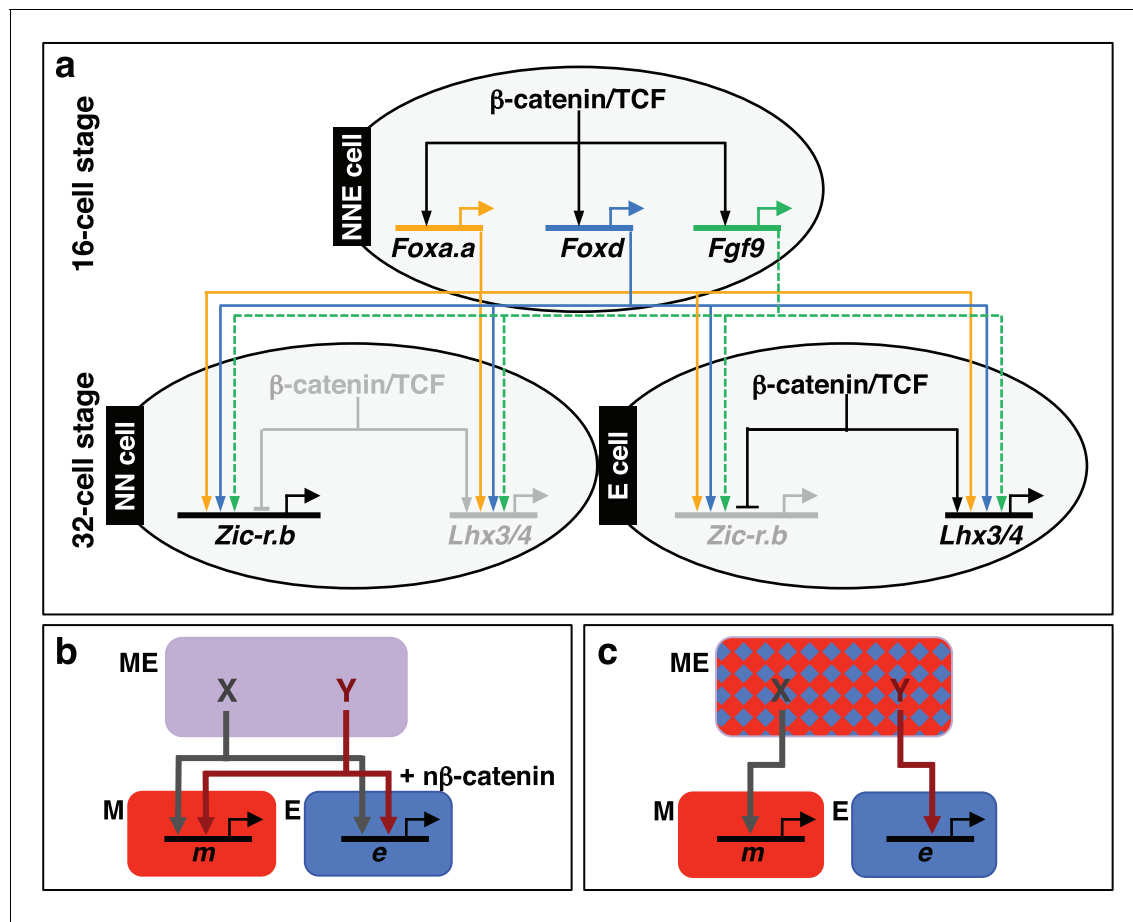 a
16-cell stage
NNE cell
β-catenin/TCF
Foxa.a Foxd Fgf9
32-cell stage
NN cell
β-catenin/TCF
Zic-r.b Lhx3/4
E cell
β-catenin/TCF
Zic-r.b Lhx3/4
b
ME
X Y
+ nβ-catenin
M E
m e
c
ME
X Y
M E
m e